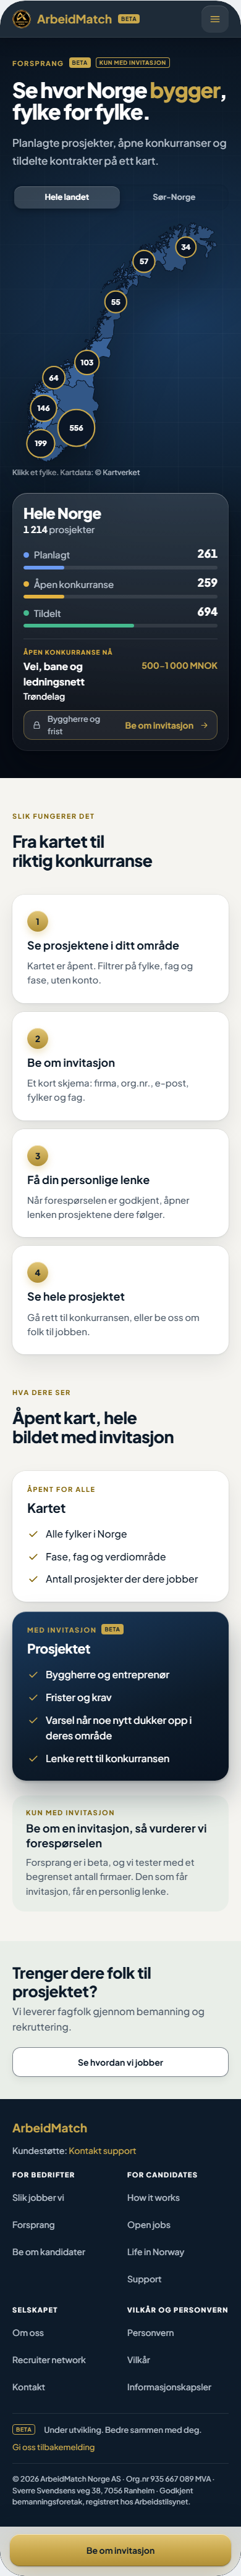 ArbeidMatch BETA
FORSPRANG BETA KUN MED INVITASJON
Se hvor Norge bygger,
fylke for fylke.
Planlagte prosjekter, åpne konkurranser og
tildelte kontrakter på ett kart.
Hele landet Sør-Norge
34
57
55
103
64
146
556
199
Klikk et fylke. Kartdata: © Kartverket
Hele Norge
1 214 prosjekter
Planlagt 261
Åpen konkurranse 259
Tildelt 694
ÅPEN KONKURRANSE NÅ
Vei, bane og 500–1 000 MNOK
ledningsnett
Trøndelag
Byggherre og
frist
Be om invitasjon →
SLIK FUNGERER DET
Fra kartet til
riktig konkurranse
1
Se prosjektene i ditt område
Kartet er åpent. Filtrer på fylke, fag og
fase, uten konto.
2
Be om invitasjon
Et kort skjema: firma, org.nr., e-post,
fylker og fag.
3
Få din personlige lenke
Når forespørselen er godkjent, åpner
lenken prosjektene dere følger.
4
Se hele prosjektet
Gå rett til konkurransen, eller be oss om
folk til jobben.
HVA DERE SER
Åpent kart, hele
bildet med invitasjon
ÅPENT FOR ALLE
Kartet
Alle fylker i Norge
Fase, fag og verdiområde
Antall prosjekter der dere jobber
MED INVITASJON BETA
Prosjektet
Byggherre og entreprenør
Frister og krav
Varsel når noe nytt dukker opp i
deres område
Lenke rett til konkurransen
KUN MED INVITASJON
Be om en invitasjon, så vurderer vi
forespørselen
Forsprang er i beta, og vi tester med et
begrenset antall firmaer. Den som får
invitasjon, får en personlig lenke.
Trenger dere folk til
prosjektet?
Vi leverer fagfolk gjennom bemanning og
rekruttering.
Se hvordan vi jobber
ArbeidMatch
Kundestøtte: Kontakt support
FOR BEDRIFTER
Slik jobber vi
Forsprang
Be om kandidater
FOR CANDIDATES
How it works
Open jobs
Life in Norway
Support
SELSKAPET
Om oss
Recruiter network
Kontakt
VILKÅR OG PERSONVERN
Personvern
Vilkår
Informasjonskapsler
BETA Under utvikling. Bedre sammen med deg.
Gi oss tilbakemelding
© 2026 ArbeidMatch Norge AS · Org.nr 935 667 089 MVA ·
Sverre Svendsens veg 38, 7056 Ranheim · Godkjent
bemanningsforetak, registrert hos Arbeidstilsynet.
Be om invitasjon